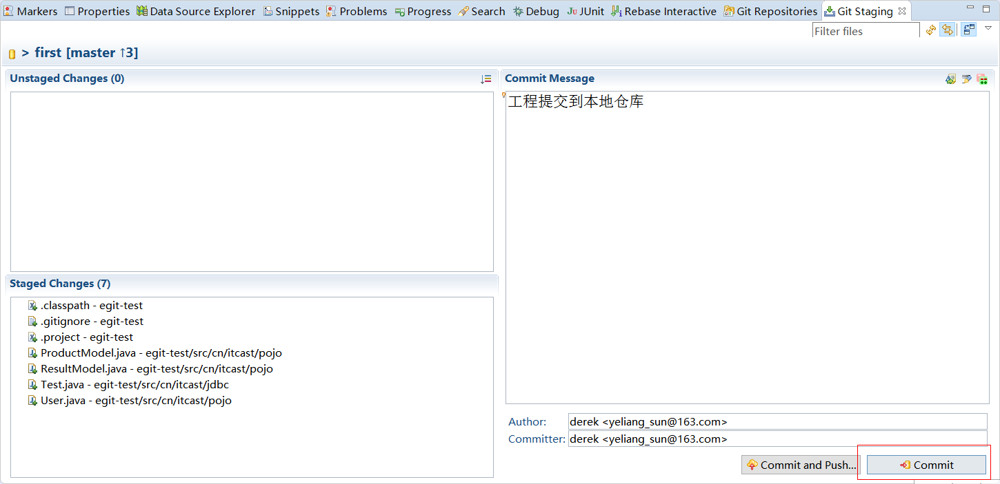 Markers Properties Data Source Explorer Snippets Problems Progress Search Debug JUnit Rebase Interactive Git Repositories Git Staging
Filter files
> first [master ↑3]
Unstaged Changes (0)
Staged Changes (7)
.classpath - egit-test
.gitignore - egit-test
.project - egit-test
ProductModel.java - egit-test/src/cn/itcast/pojo
ResultModel.java - egit-test/src/cn/itcast/pojo
Test.java - egit-test/src/cn/itcast/jdbc
User.java - egit-test/src/cn/itcast/pojo
Commit Message
工程提交到本地仓库
Author: derek <yeliang_sun@163.com>
Committer: derek <yeliang_sun@163.com>
Commit and Push... Commit